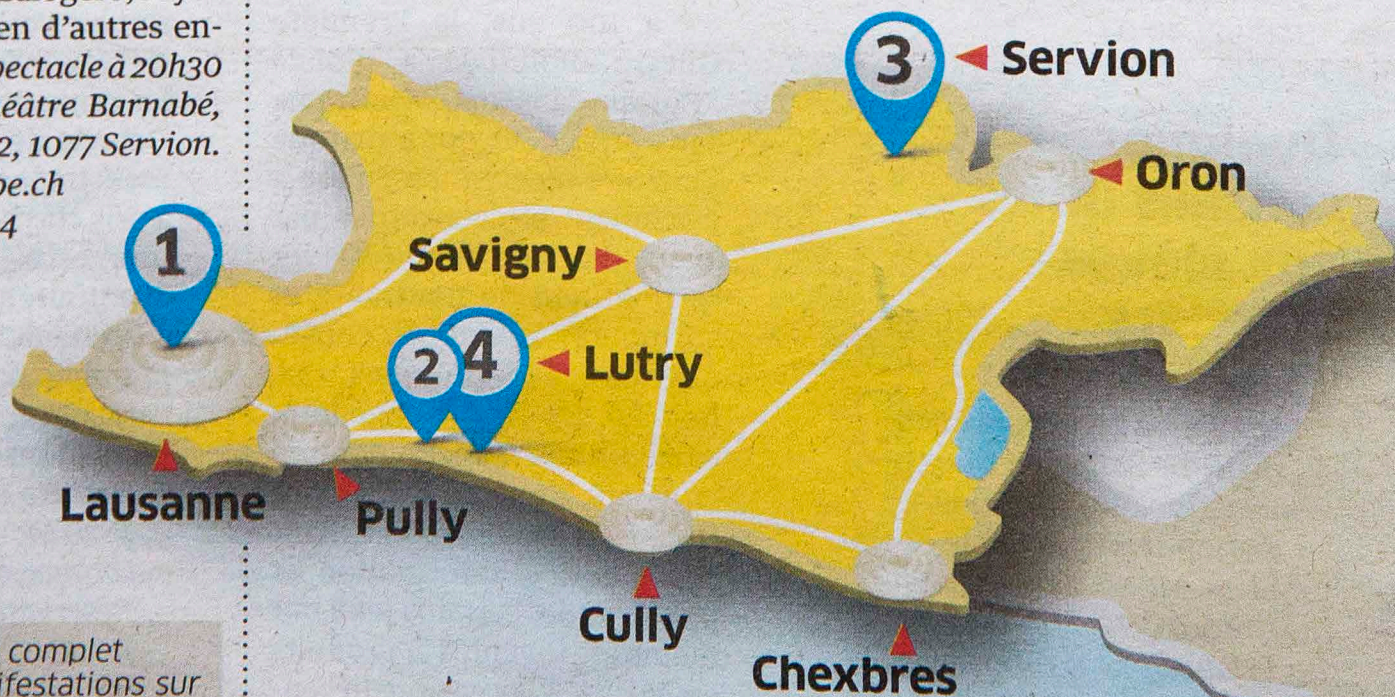 en d'autres en-
pectacle à 20h30
éâtre Barnabé,
2, 1077 Servion.
be.ch
4
3
Servion
Oron
1
Savigny
2
4
Lutry
Lausanne
Pully
Cully
Chexbres
complet
ifestations sur